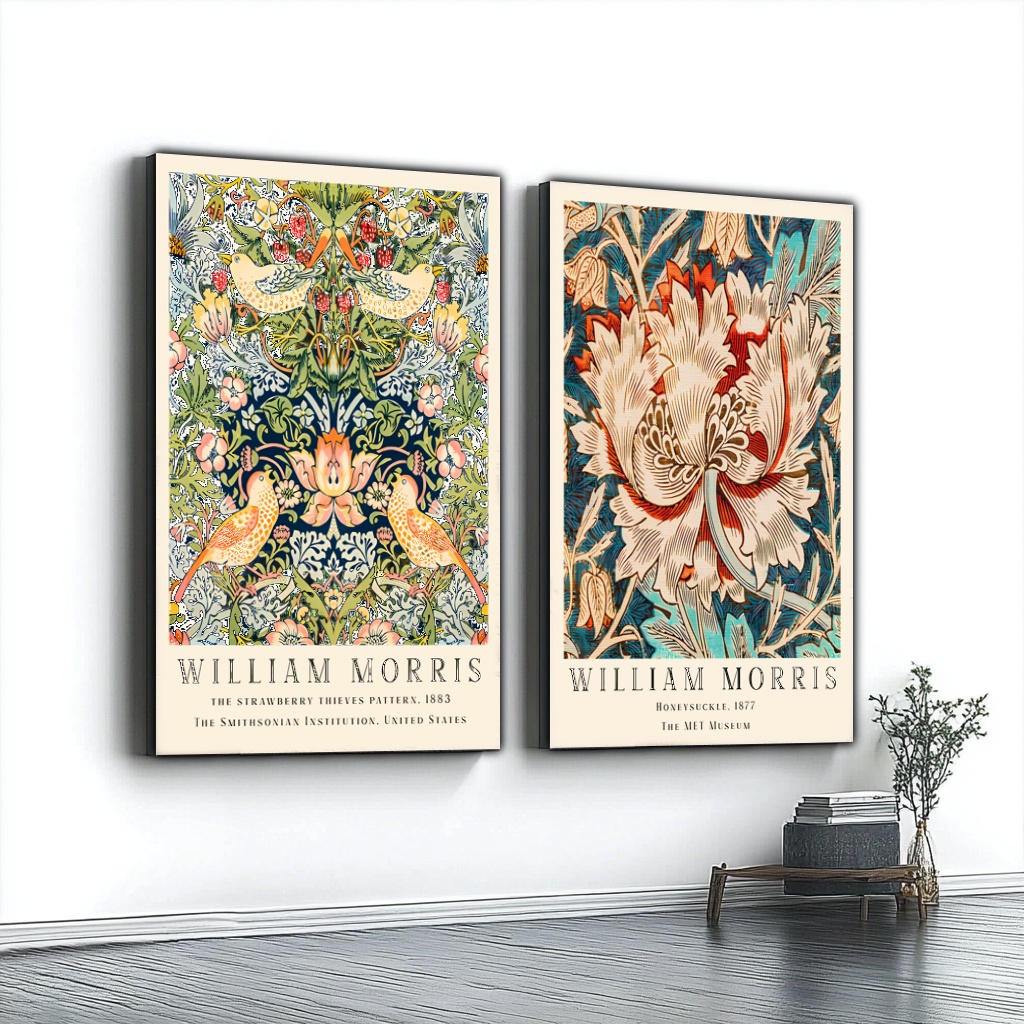 WILLIAM MORRIS
THE STRAWBERRY THIEVES PATTERN, 1883
THE SMITHSONIAN INSTITUTION, UNITED STATES
WILLIAM MORRIS
HONEYSUCKLE, 1877
THE MET MUSEUM